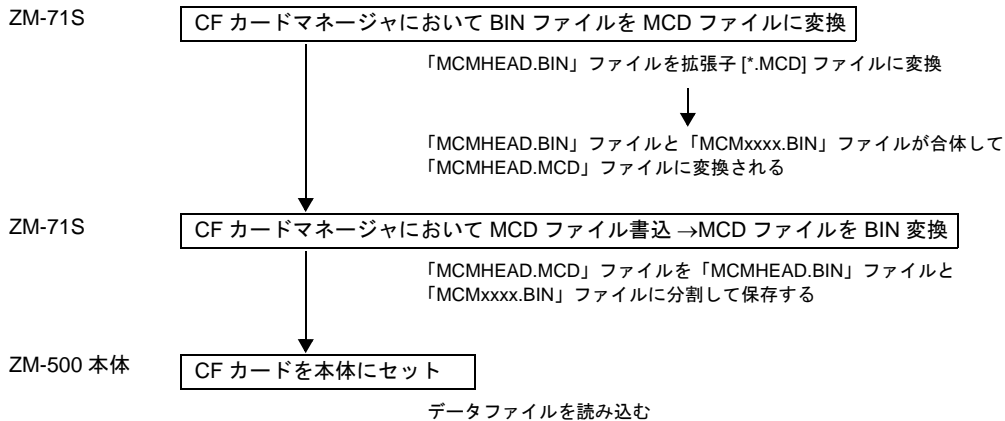 ZM-71S
CF カードマネージャにおいて BIN ファイルを MCD ファイルに変換
「MCMHEAD.BIN」ファイルを拡張子 [*.MCD] ファイルに変換
「MCMHEAD.BIN」ファイルと「MCMxxxx.BIN」ファイルが合体して
「MCMHEAD.MCD」ファイルに変換される
ZM-71S
CF カードマネージャにおいて MCD ファイル書込 →MCD ファイルを BIN 変換
「MCMHEAD.MCD」ファイルを「MCMHEAD.BIN」ファイルと
「MCMxxxx.BIN」ファイルに分割して保存する
ZM-500 本体
CF カードを本体にセット
データファイルを読み込む